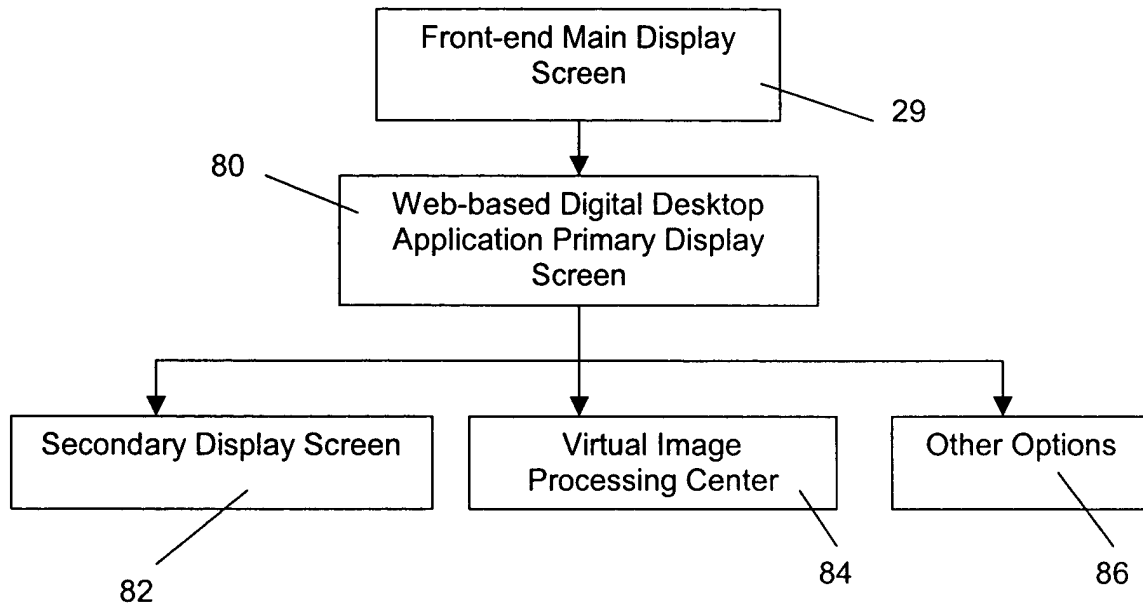 Front-end Main Display
Screen
29
80
Web-based Digital Desktop
Application Primary Display
Screen
Secondary Display Screen
Virtual Image
Processing Center
Other Options
82
84
86